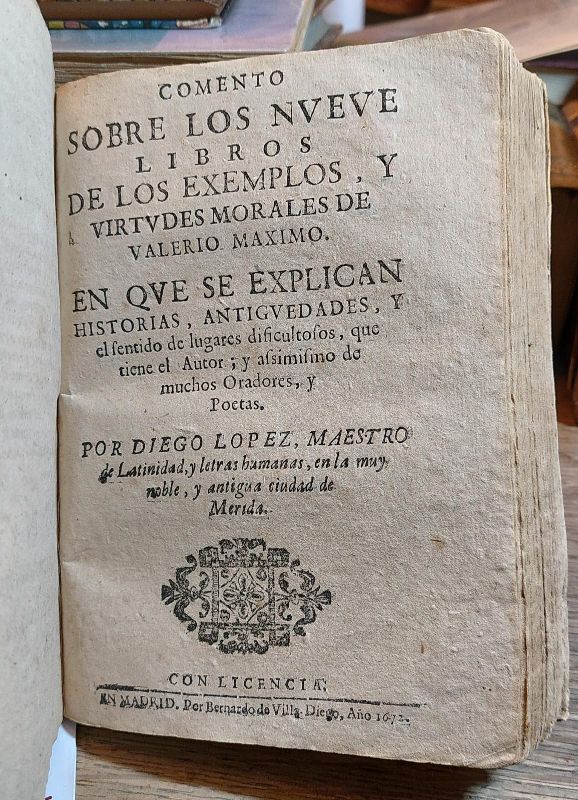 COMENTO
SOBRE LOS NVEVE
LIBROS
DE LOS EXEMPLOS, Y
VIRTVDES MORALES DE
VALERIO MAXIMO.
EN QVE SE EXPLICAN
HISTORIAS, ANTIGVEDADES, Y
el sentido de lugares dificultoſos, que
tiene el Autor; y aſsimiſmo de
muchos Oradores, y
Poetas.
POR DIEGO LOPEZ, MAESTRO
de Latinidad, y letras humanas, en la muy
noble, y antigua ciudad de
Merida.
CON LICENCIA,
EN MADRID. Por Bernardo de Villa-Diego, Año 1672.